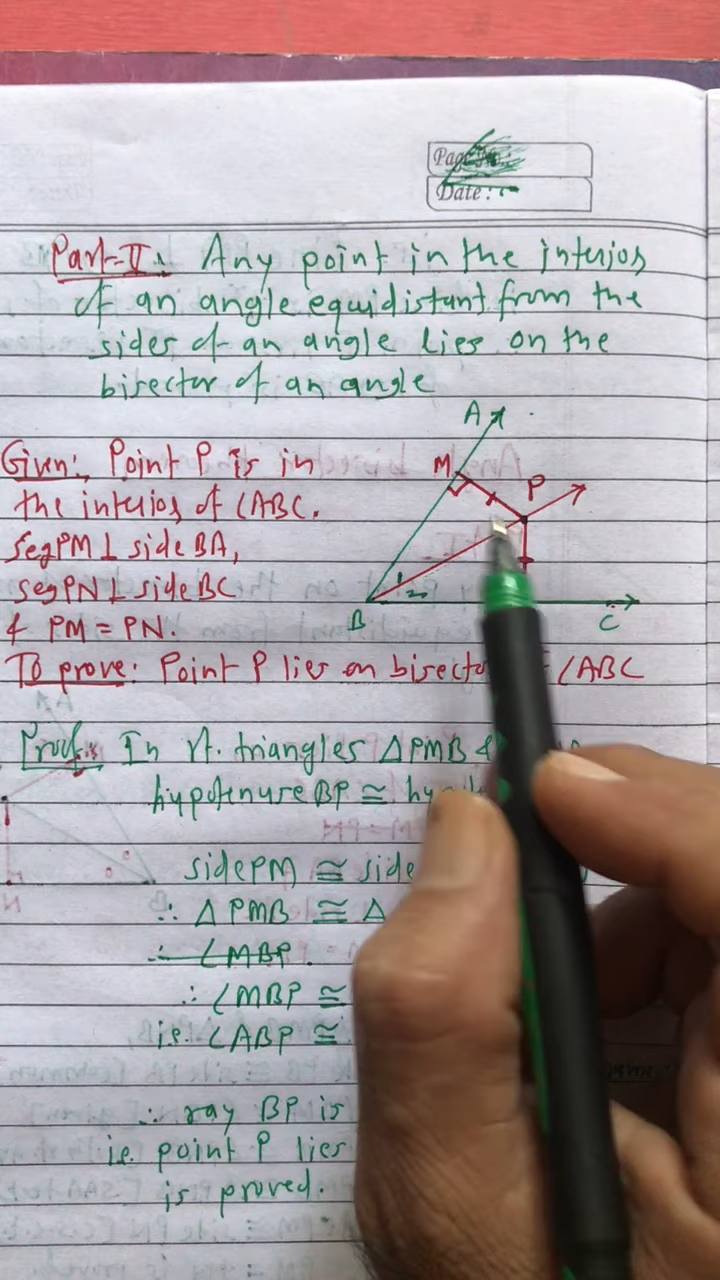 Page No.:
Date:
Part-II: Any point in the interior
of an angle equidistant from the
sides of an angle lies on the
bisector of an angle
A
M
P
B
C
Given: Point P is in
the interior of ∠ABC.
seg PM ⊥ side BA,
seg PN ⊥ side BC
& PM = PN.
To prove: Point P lies on bisector of ∠ABC
Proof: In rt. triangles ΔPMB &
hypotenuse BP ≅
side PM ≅ side
∴ Δ PMB ≅ Δ
∴ ∠MBP
∴ ∠MBP ≅
i.e. ∠ABP ≅
∴ ray BP is
i.e. point P lies
is proved.